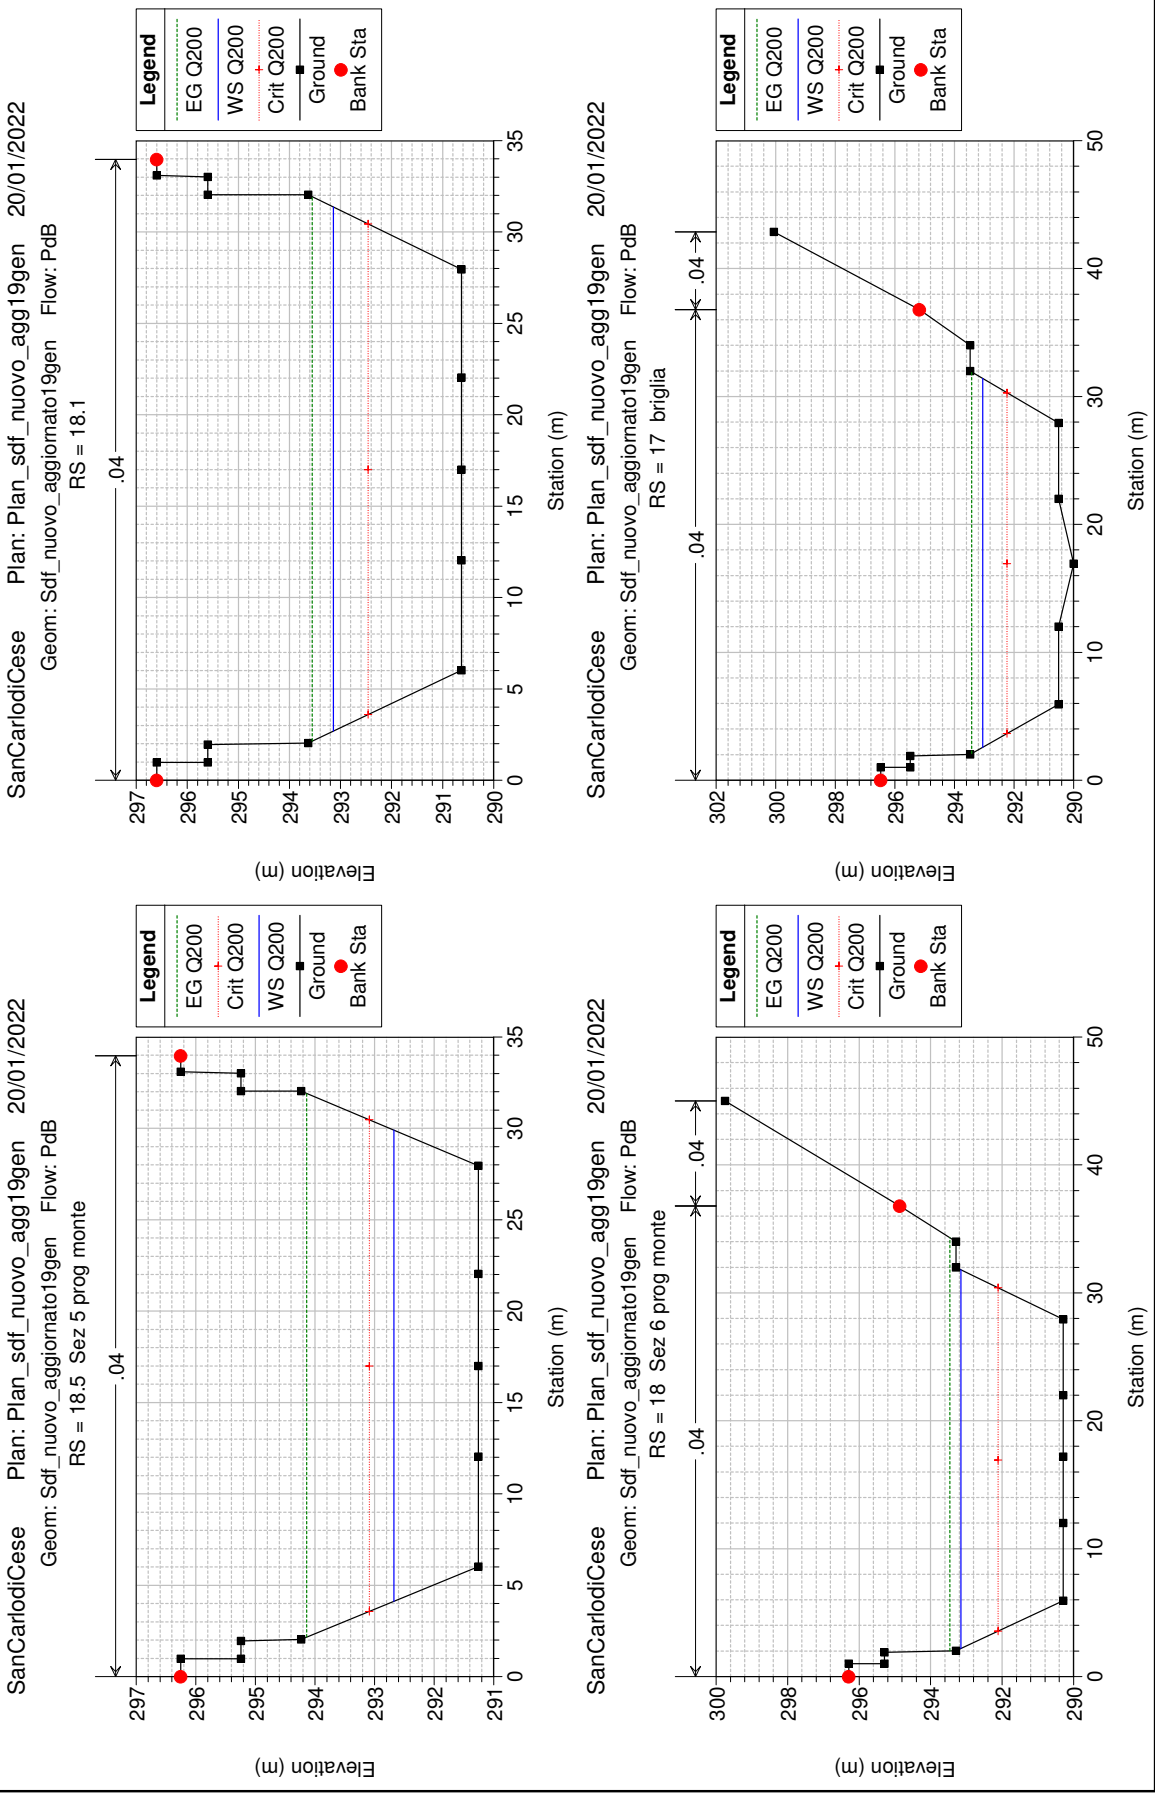 SanCarlodiCese Plan: Plan_sdf_nuovo_agg19gen 20/01/2022
Geom: Sdf_nuovo_aggiornato19gen Flow: PdB
RS = 18.5 Sez 5 prog monte
.04
Legend
EG Q200
Crit Q200
WS Q200
Ground
Bank Sta
297
296
295
294
293
292
291
Elevation (m)
0 5 10 15 20 25 30 35
Station (m)
SanCarlodiCese Plan: Plan_sdf_nuovo_agg19gen 20/01/2022
Geom: Sdf_nuovo_aggiornato19gen Flow: PdB
RS = 18.1
.04
Legend
EG Q200
WS Q200
Crit Q200
Ground
Bank Sta
297
296
295
294
293
292
291
290
Elevation (m)
0 5 10 15 20 25 30 35
Station (m)
SanCarlodiCese Plan: Plan_sdf_nuovo_agg19gen 20/01/2022
Geom: Sdf_nuovo_aggiornato19gen Flow: PdB
RS = 18 Sez 6 prog monte
.04 .04
Legend
EG Q200
WS Q200
Crit Q200
Ground
Bank Sta
300
298
296
294
292
290
Elevation (m)
0 10 20 30 40 50
Station (m)
SanCarlodiCese Plan: Plan_sdf_nuovo_agg19gen 20/01/2022
Geom: Sdf_nuovo_aggiornato19gen Flow: PdB
RS = 17 briglia
.04 .04
Legend
EG Q200
WS Q200
Crit Q200
Ground
Bank Sta
302
300
298
296
294
292
290
Elevation (m)
0 10 20 30 40 50
Station (m)